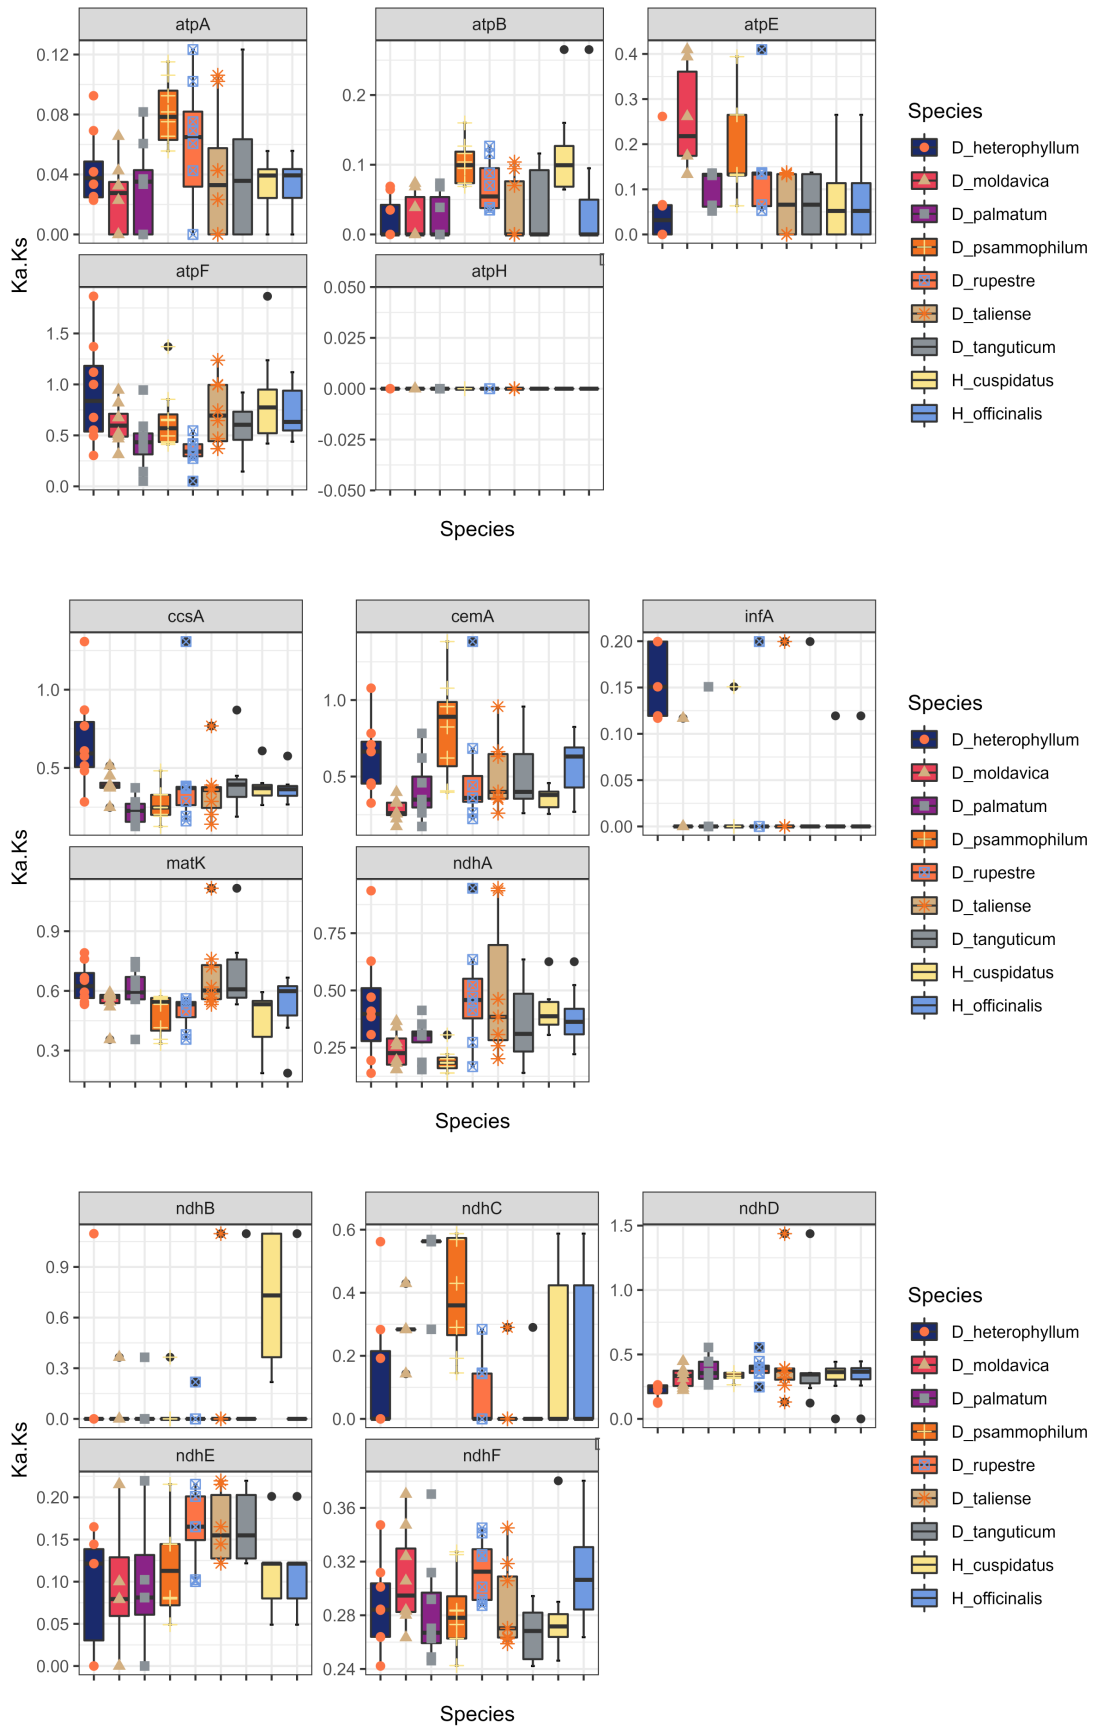 atpA
atpB
atpE
0.12
0.08
0.04
0.00
0.2
0.1
0.0
0.4
0.3
0.2
0.1
0.0
atpF
atpH
1.5
1.0
0.5
0.0
0.050
0.025
0.000
-0.025
-0.050
Ka.Ks
Species
Species
D_heterophyllum
D_moldavica
D_palmatum
D_psammophilum
D_rupestre
D_taliense
D_tanguticum
H_cuspidatus
H_officinalis
ccsA
cemA
infA
1.0
0.5
1.0
0.5
0.20
0.15
0.10
0.05
0.00
matK
ndhA
0.9
0.6
0.3
0.75
0.50
0.25
Ka.Ks
Species
Species
D_heterophyllum
D_moldavica
D_palmatum
D_psammophilum
D_rupestre
D_taliense
D_tanguticum
H_cuspidatus
H_officinalis
ndhB
ndhC
ndhD
0.9
0.6
0.3
0.0
0.6
0.4
0.2
0.0
1.5
1.0
0.5
0.0
ndhE
ndhF
0.20
0.15
0.10
0.05
0.00
0.36
0.32
0.28
0.24
Ka.Ks
Species
Species
D_heterophyllum
D_moldavica
D_palmatum
D_psammophilum
D_rupestre
D_taliense
D_tanguticum
H_cuspidatus
H_officinalis